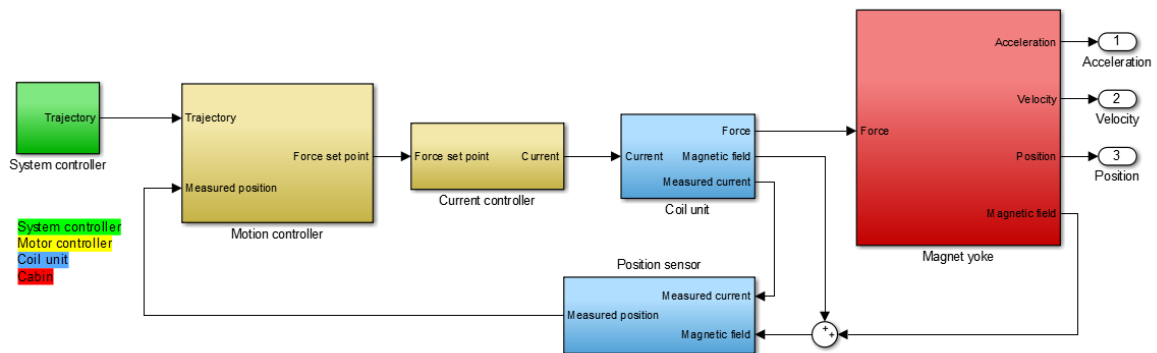 Trajectory
System controller
Trajectory
Measured position
Force set point
Motion controller
Force set point
Current
Current controller
Current
Force
Magnetic field
Measured current
Coil unit
Force
Acceleration
Velocity
Position
Magnetic field
Magnet yoke
1
Acceleration
2
Velocity
3
Position
System controller
Motor controller
Coil unit
Cabin
Position sensor
Measured current
Measured position
Magnetic field
+
+